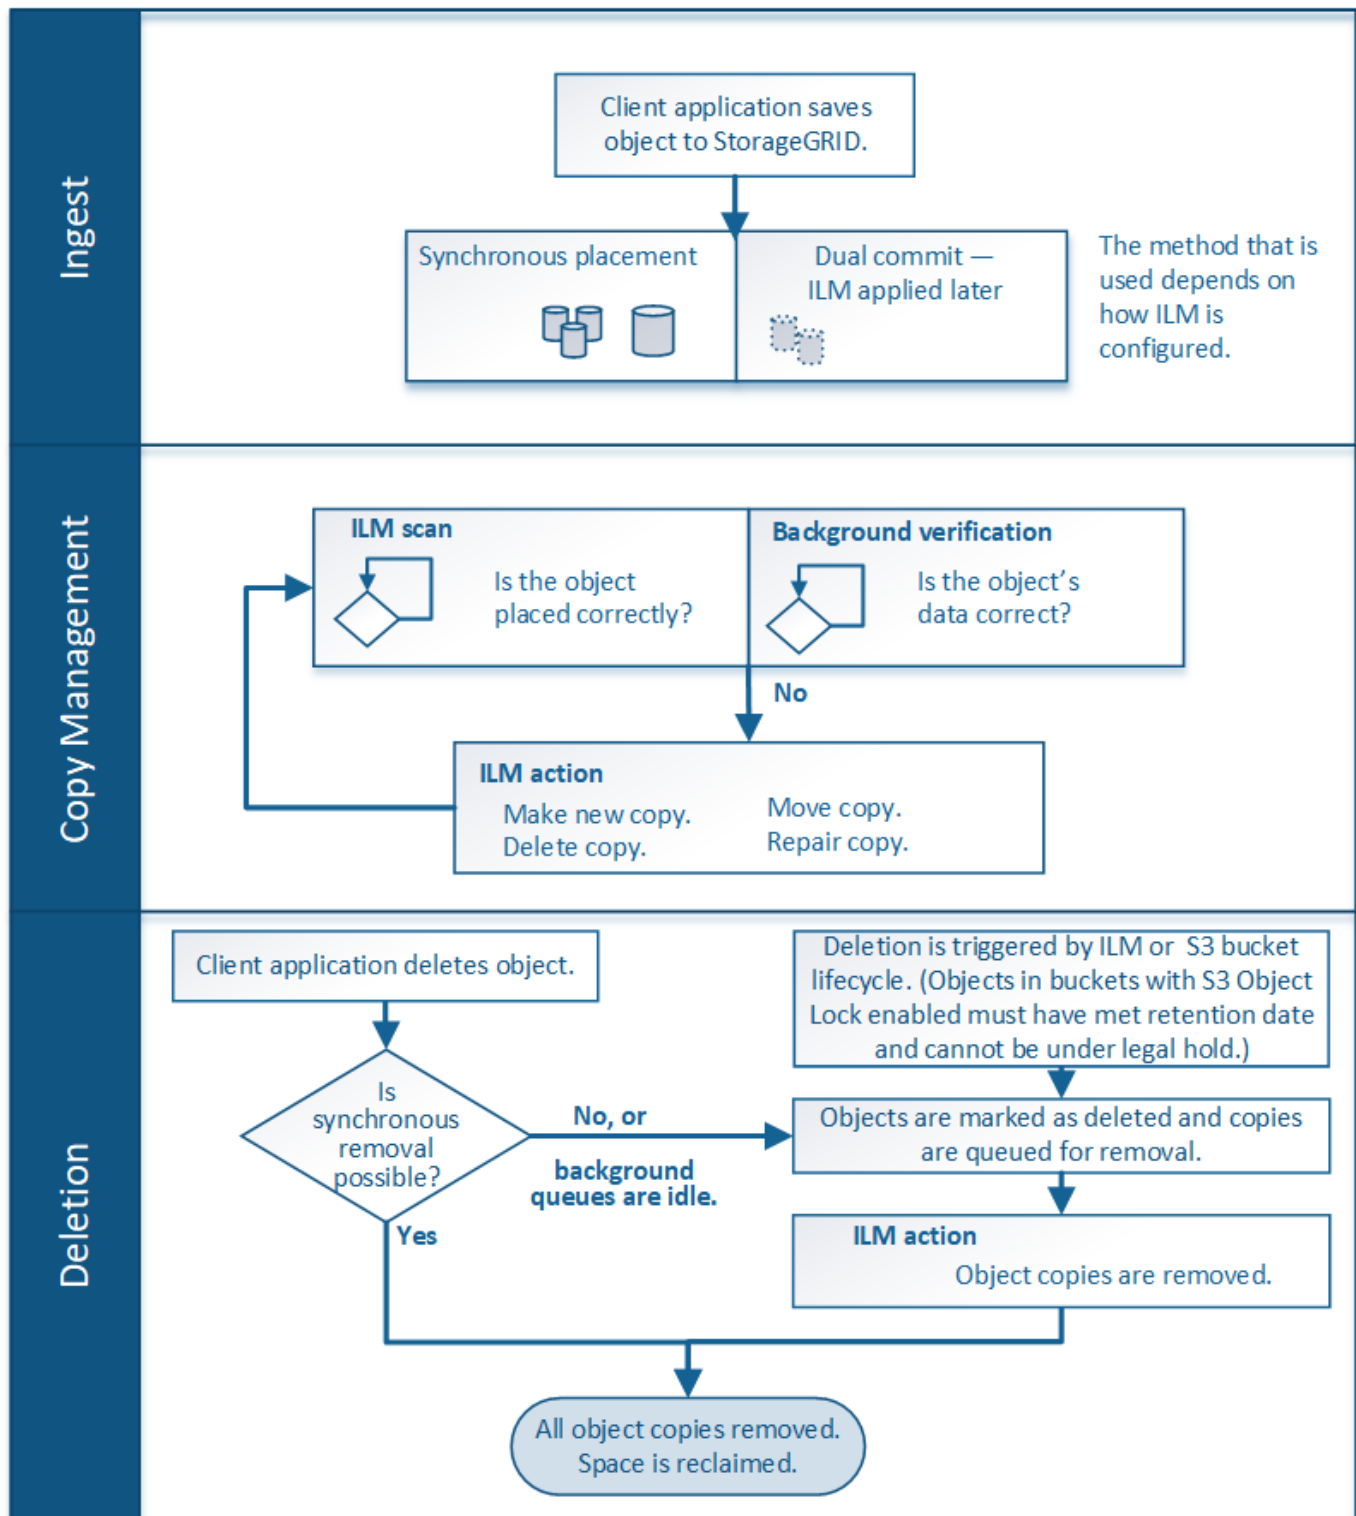 Ingest
Client application saves
object to StorageGRID.
Synchronous placement
Dual commit —
ILM applied later
The method that is
used depends on
how ILM is
configured.
Copy Management
ILM scan
Is the object
placed correctly?
Background verification
Is the object's
data correct?
No
ILM action
Make new copy.
Delete copy.
Move copy.
Repair copy.
Deletion
Client application deletes object.
Is
synchronous
removal
possible?
No, or
background
queues are idle.
Yes
Deletion is triggered by ILM or S3 bucket
lifecycle. (Objects in buckets with S3 Object
Lock enabled must have met retention date
and cannot be under legal hold.)
Objects are marked as deleted and copies
are queued for removal.
ILM action
Object copies are removed.
All object copies removed.
Space is reclaimed.